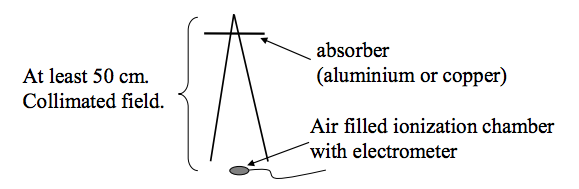 At least 50 cm.
Collimated field.
absorber
(aluminium or copper)
Air filled ionization chamber
with electrometer